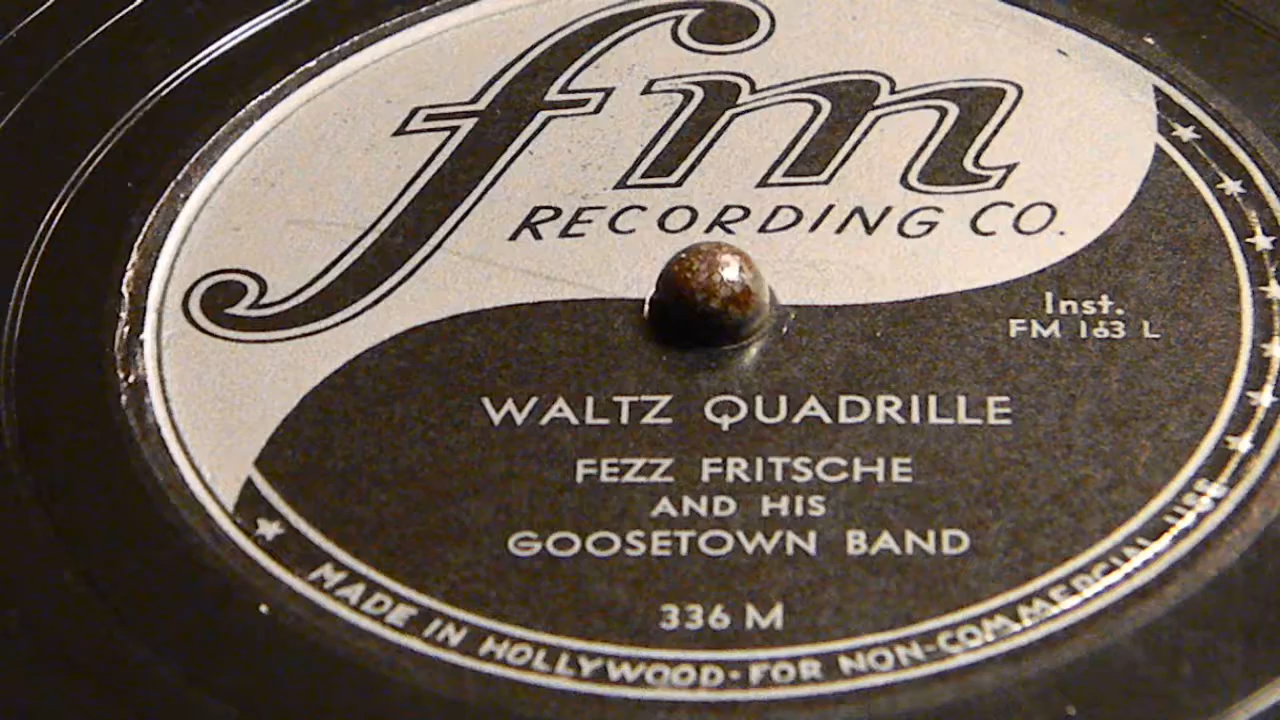 fm
RECORDING CO.
Inst.
FM 163 L
WALTZ QUADRILLE
FEZZ FRITSCHE
AND HIS
GOOSETOWN BAND
336 M
MADE IN HOLLYWOOD · FOR NON-COMMERCIAL USE